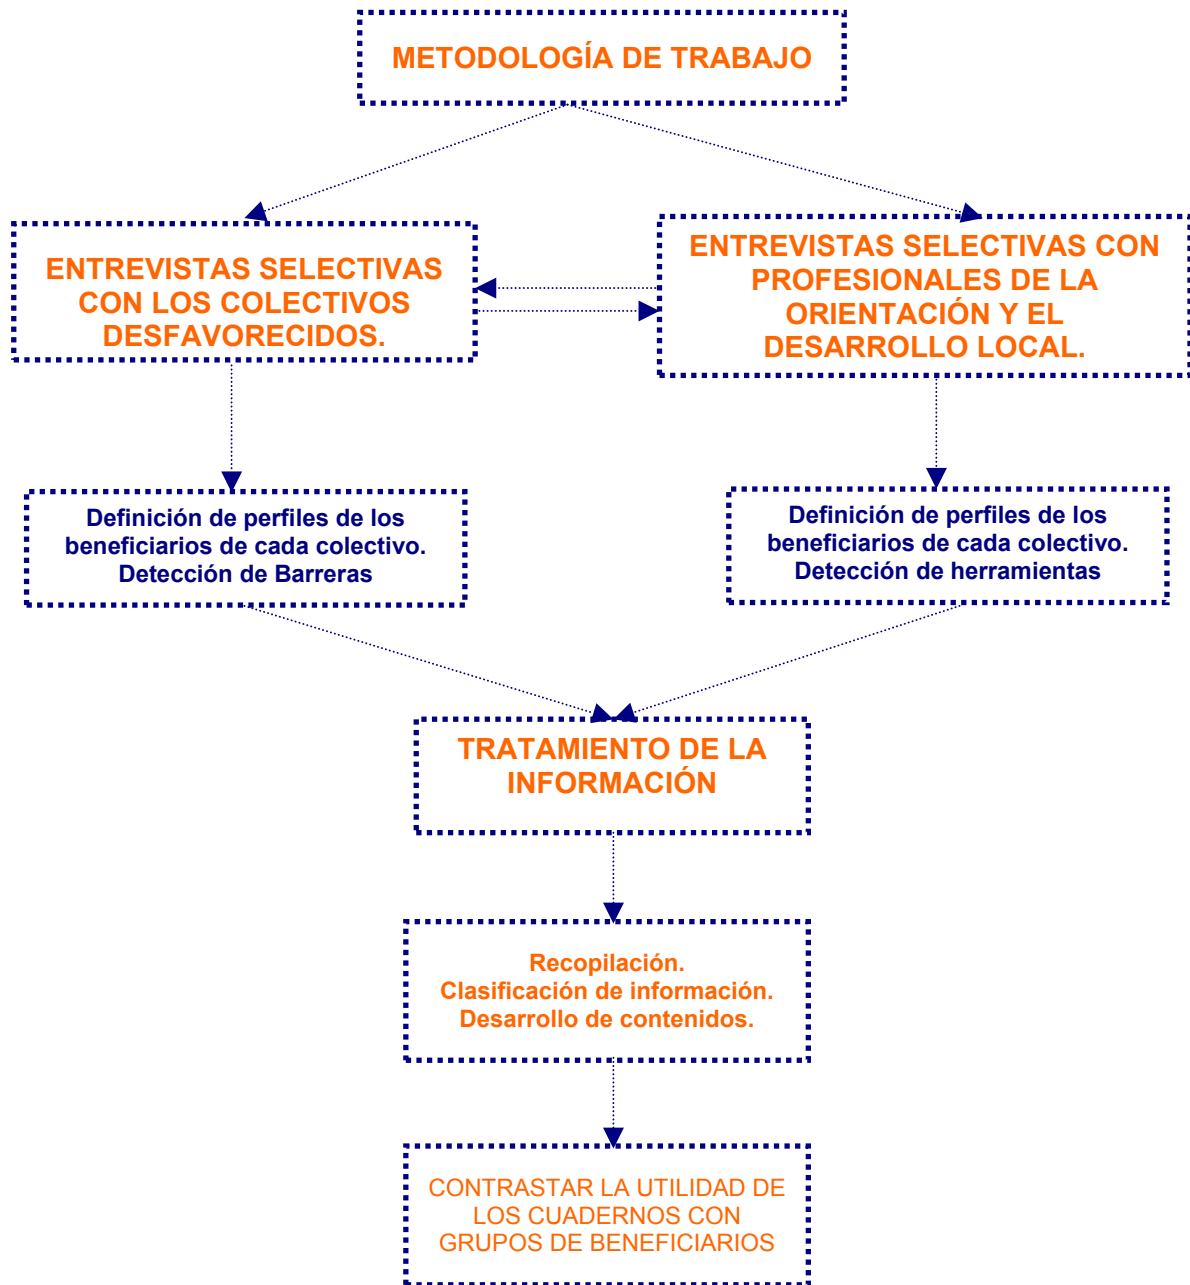 METODOLOGÍA DE TRABAJO
ENTREVISTAS SELECTIVAS
CON LOS COLECTIVOS
DESFAVORECIDOS.
ENTREVISTAS SELECTIVAS CON
PROFESIONALES DE LA
ORIENTACIÓN Y EL
DESARROLLO LOCAL.
Definición de perfiles de los
beneficiarios de cada colectivo.
Detección de Barreras
Definición de perfiles de los
beneficiarios de cada colectivo.
Detección de herramientas
TRATAMIENTO DE LA
INFORMACIÓN
Recopilación.
Clasificación de información.
Desarrollo de contenidos.
CONTRASTAR LA UTILIDAD DE
LOS CUADERNOS CON
GRUPOS DE BENEFICIARIOS